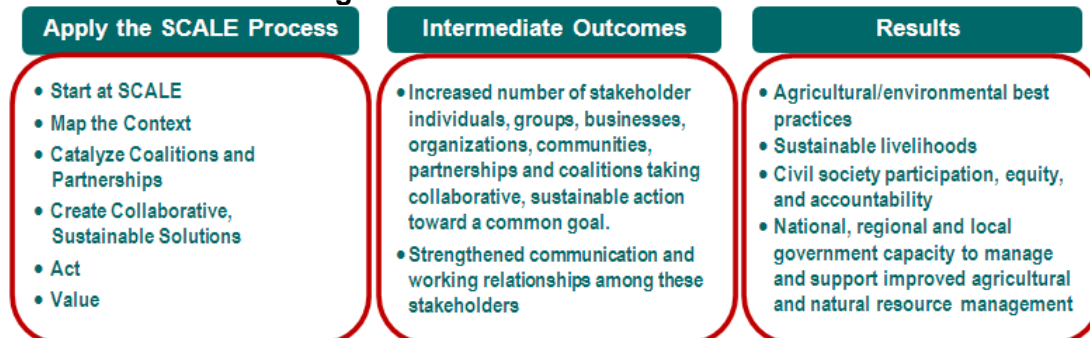 Apply the SCALE Process
• Start at SCALE
• Map the Context
• Catalyze Coalitions and
Partnerships
• Create Collaborative,
Sustainable Solutions
• Act
• Value
Intermediate Outcomes
• Increased number of stakeholder
individuals, groups, businesses,
organizations, communities,
partnerships and coalitions taking
collaborative, sustainable action
toward a common goal.
• Strengthened communication and
working relationships among these
stakeholders
Results
• Agricultural/environmental best
practices
• Sustainable livelihoods
• Civil society participation, equity,
and accountability
• National, regional and local
government capacity to manage
and support improved agricultural
and natural resource management